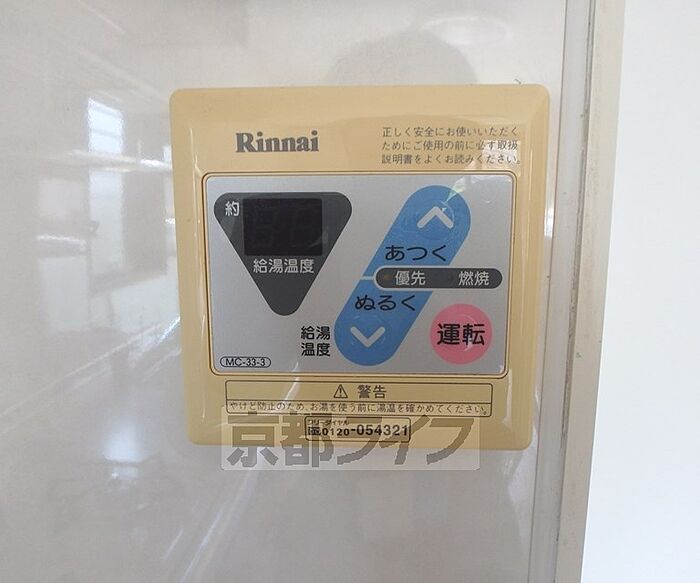 Rinnai
正しく安全にお使いいただく
ためにご使用の前に必ず取扱
説明書をよくお読みください。
約
給湯温度
あつく
優先 燃焼
ぬるく
給湯
温度
運転
MC-33-3
⚠ 警告
やけど防止のため、お湯を使う前に湯温を確かめてください。
フリーダイヤル
0120-054321
京都ライフ